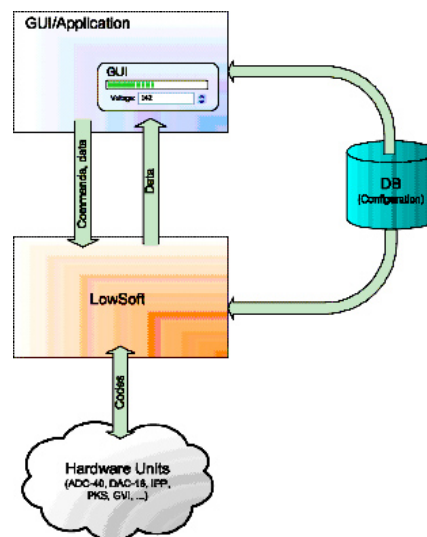 GUI/Application
GUI
Voltage: 142
Commands, data
Data
DB
(Configuration)
LowSoft
Codes
Hardware Units
(ADC-40, DAC-16, IPP,
PKS, GVI, ...)